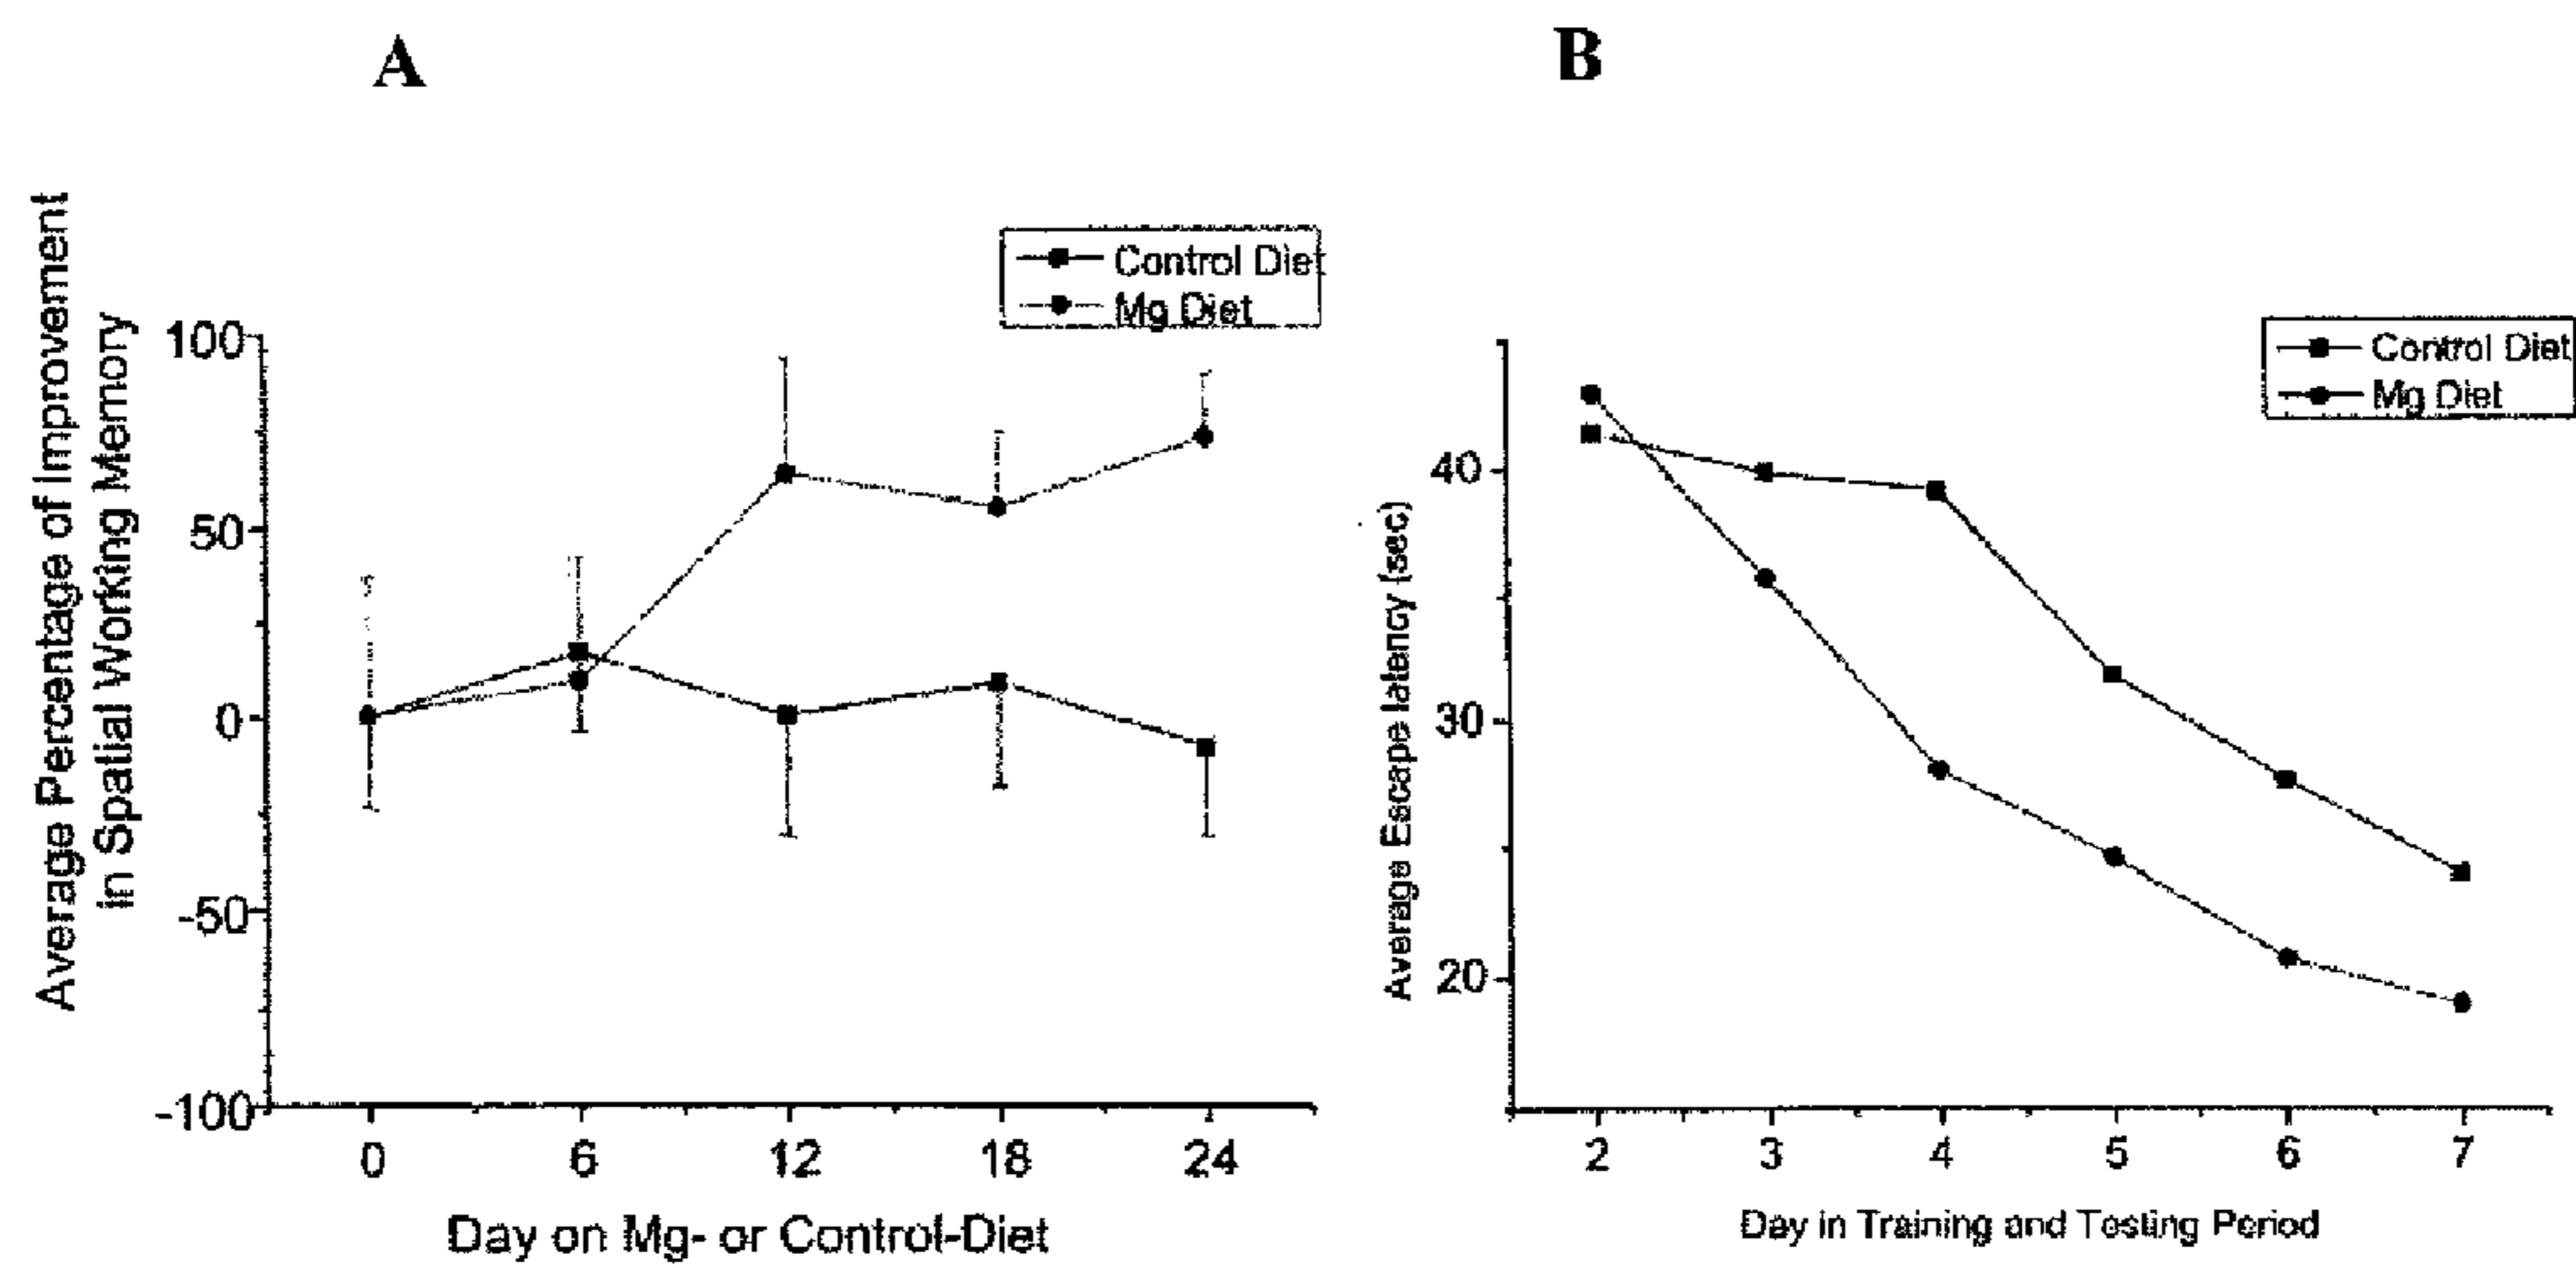 A
B
Average Percentage of Improvement
in Spatial Working Memory
100
50
0
-50
-100
Control Diet
Mg Diet
0 6 12 18 24
Day on Mg- or Control-Diet
Average Escape latency (sec)
40
30
20
Control Diet
Mg Diet
2 3 4 5 6 7
Day in Training and Testing Period